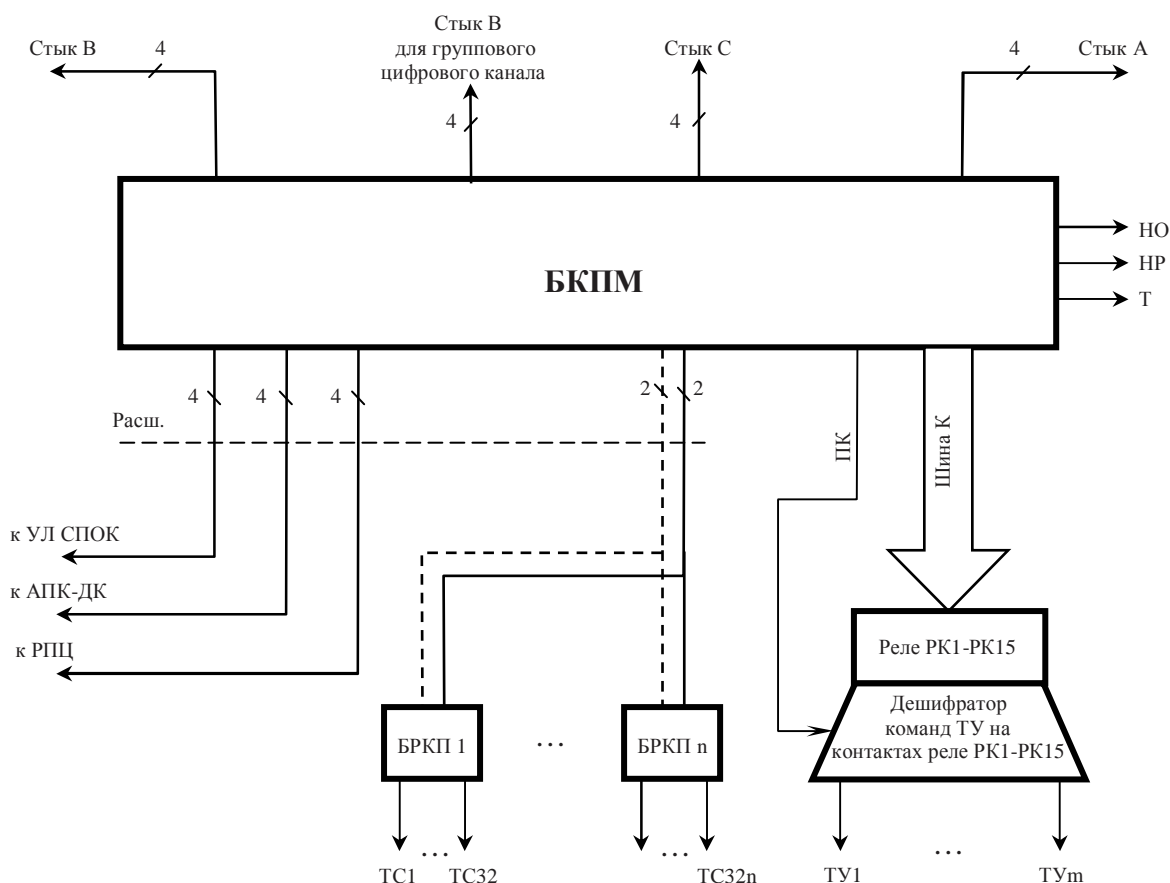 Стык В
4
Стык В
для группового
цифрового канала
4
Стык С
4
4
Стык А
БКПМ
НО
НР
Т
4
4
4
2
2
Расш.
ПК
Шина К
к УЛ СПОК
к АПК-ДК
к РПЦ
Реле РК1-РК15
Дешифратор
команд ТУ на
контактах реле РК1-РК15
БРКП 1
...
БРКП n
...
ТС1
ТС32
...
ТС32n
...
ТУ1
ТУm